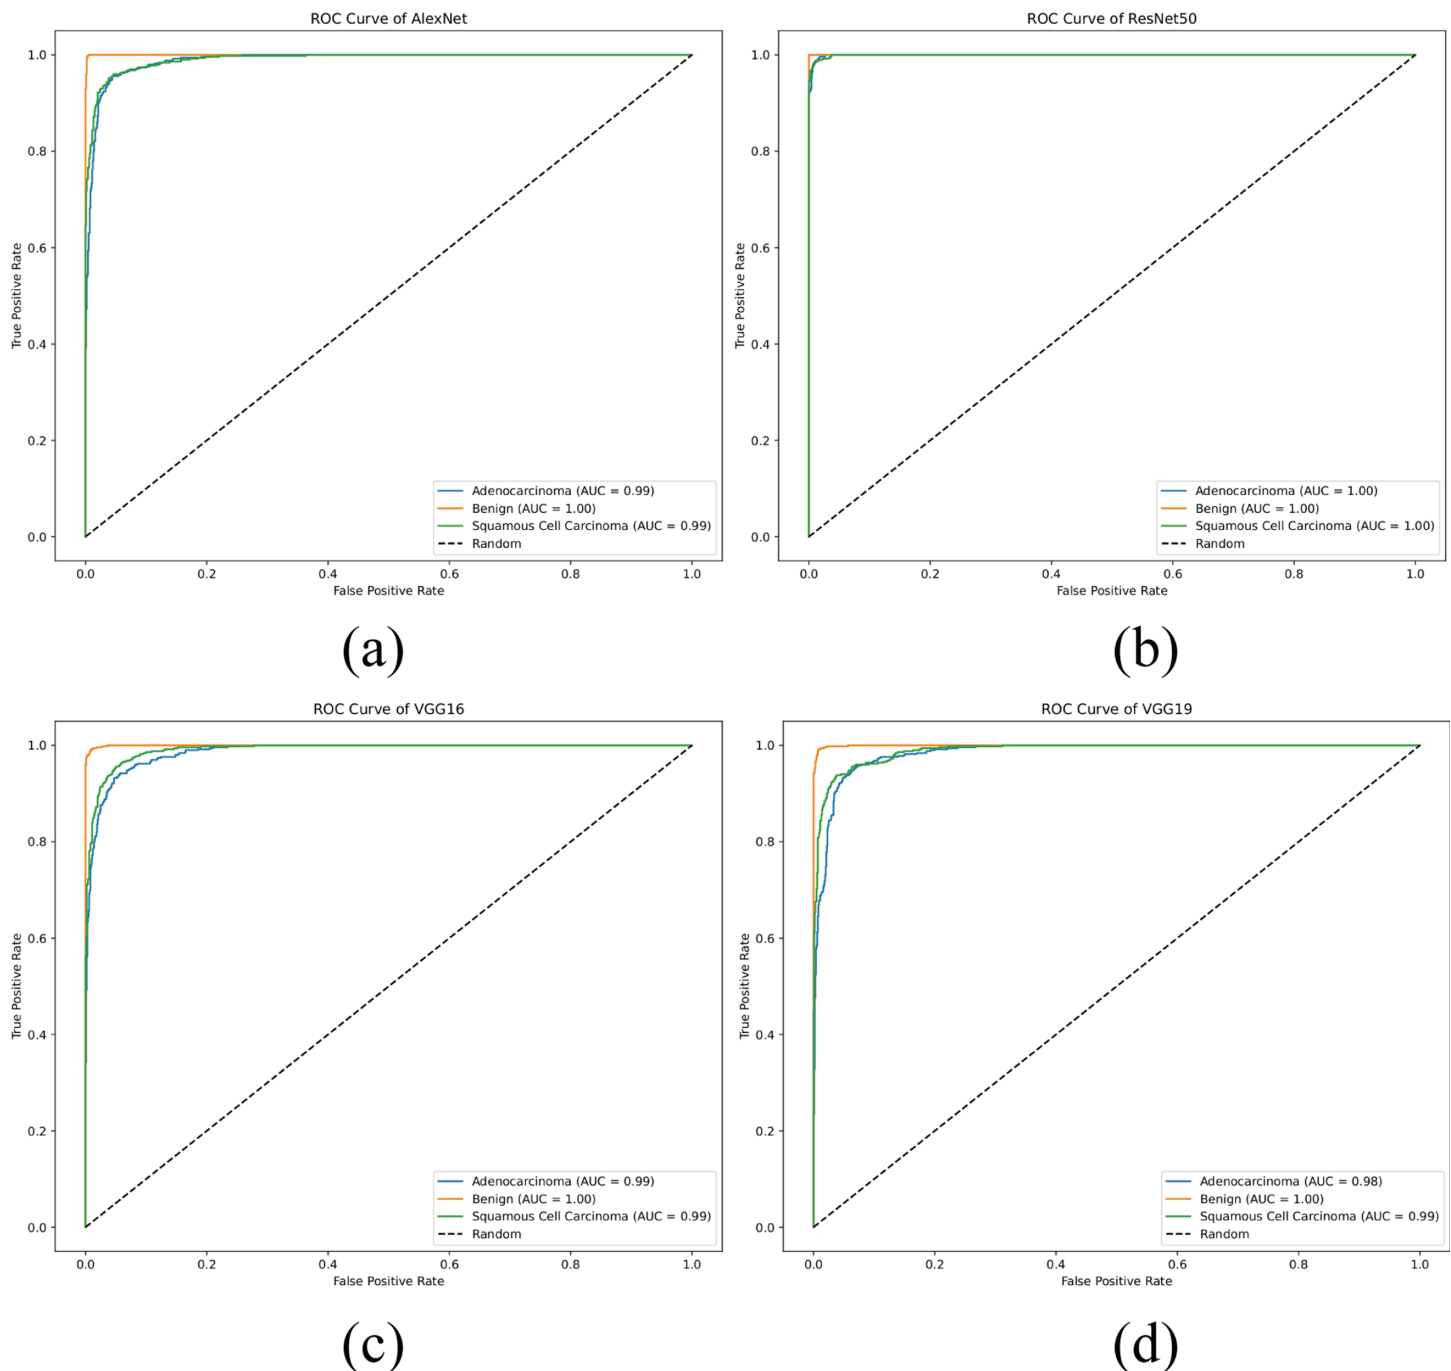 ROC Curve of AlexNet
1.0
0.8
0.6
0.4
0.2
0.0
True Positive Rate
0.0 0.2 0.4 0.6 0.8 1.0
False Positive Rate
Adenocarcinoma (AUC = 0.99)
Benign (AUC = 1.00)
Squamous Cell Carcinoma (AUC = 0.99)
Random
(a)
ROC Curve of ResNet50
1.0
0.8
0.6
0.4
0.2
0.0
True Positive Rate
0.0 0.2 0.4 0.6 0.8 1.0
False Positive Rate
Adenocarcinoma (AUC = 1.00)
Benign (AUC = 1.00)
Squamous Cell Carcinoma (AUC = 1.00)
Random
(b)
ROC Curve of VGG16
1.0
0.8
0.6
0.4
0.2
0.0
True Positive Rate
0.0 0.2 0.4 0.6 0.8 1.0
False Positive Rate
Adenocarcinoma (AUC = 0.99)
Benign (AUC = 1.00)
Squamous Cell Carcinoma (AUC = 0.99)
Random
(c)
ROC Curve of VGG19
1.0
0.8
0.6
0.4
0.2
0.0
True Positive Rate
0.0 0.2 0.4 0.6 0.8 1.0
False Positive Rate
Adenocarcinoma (AUC = 0.98)
Benign (AUC = 1.00)
Squamous Cell Carcinoma (AUC = 0.99)
Random
(d)